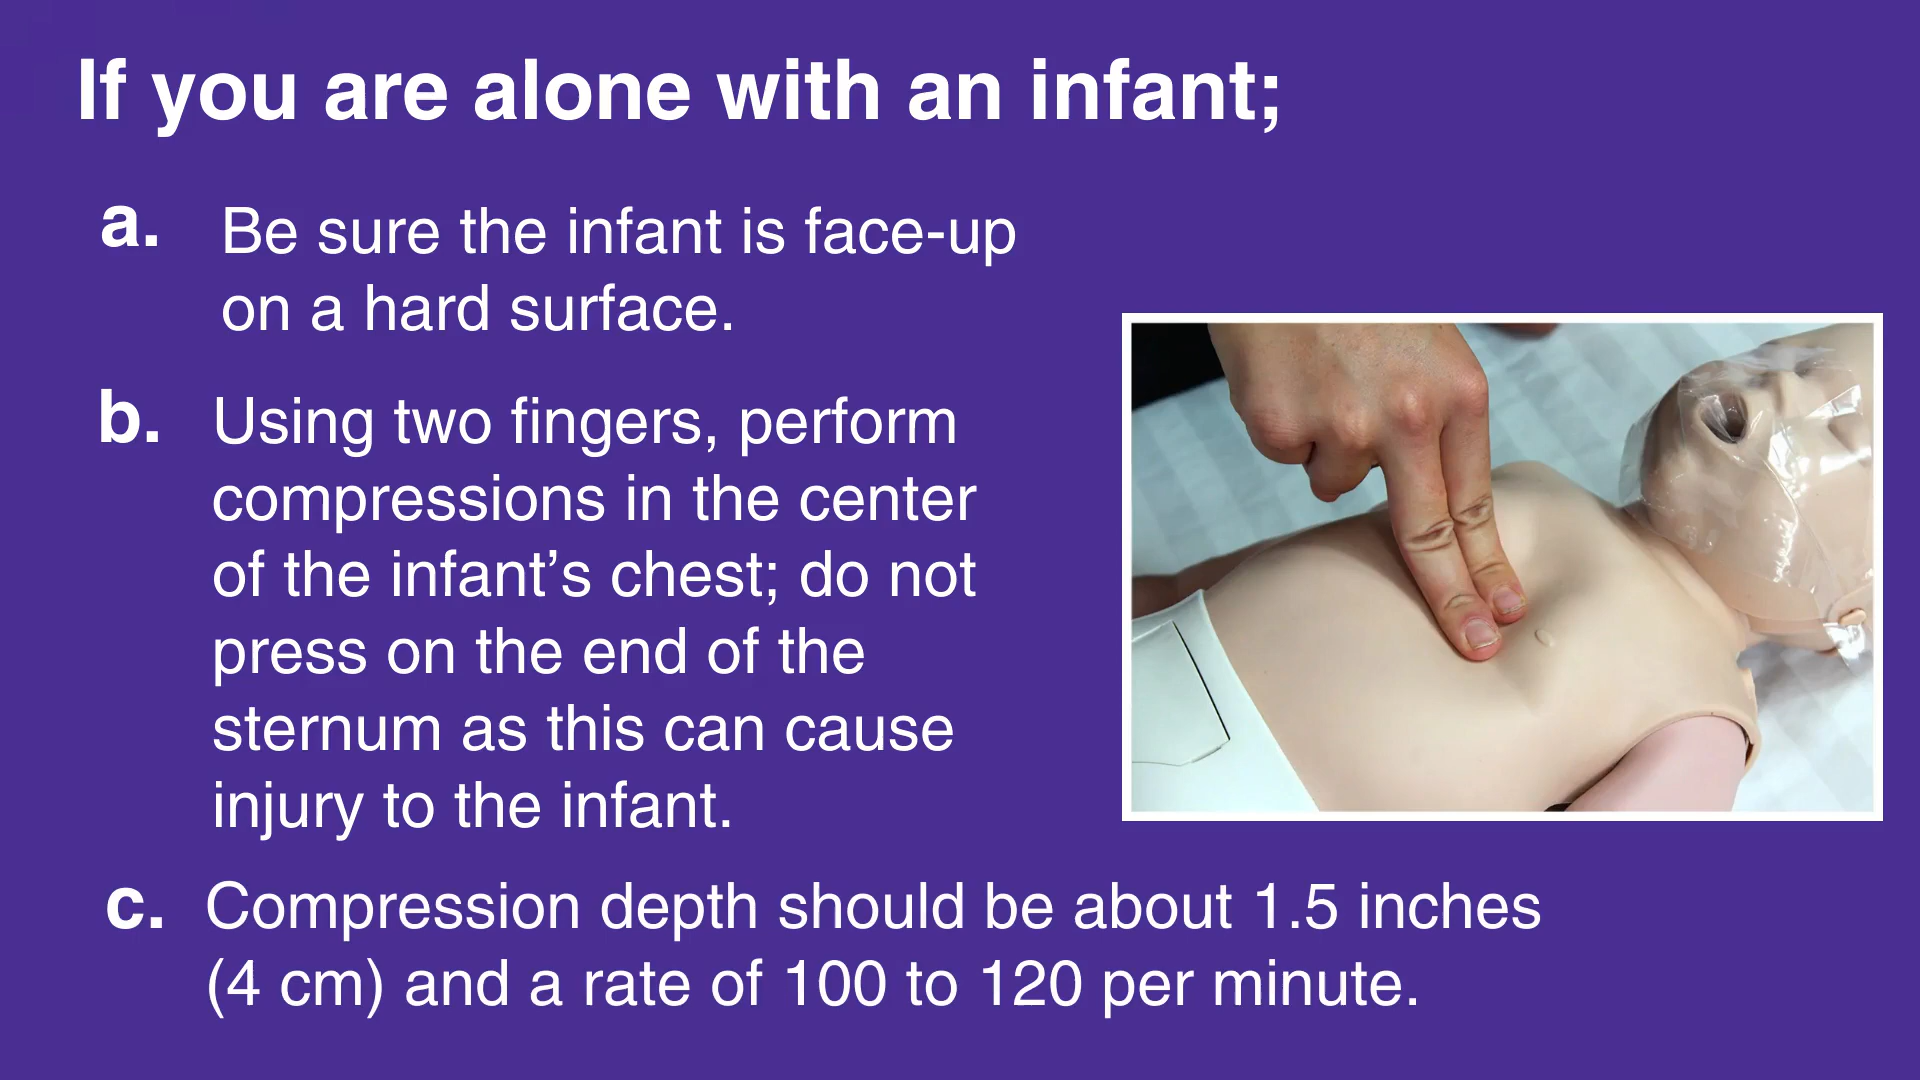 If you are alone with an infant;
a. Be sure the infant is face-up
on a hard surface.
b. Using two fingers, perform
compressions in the center
of the infant’s chest; do not
press on the end of the
sternum as this can cause
injury to the infant.
c. Compression depth should be about 1.5 inches
(4 cm) and a rate of 100 to 120 per minute.